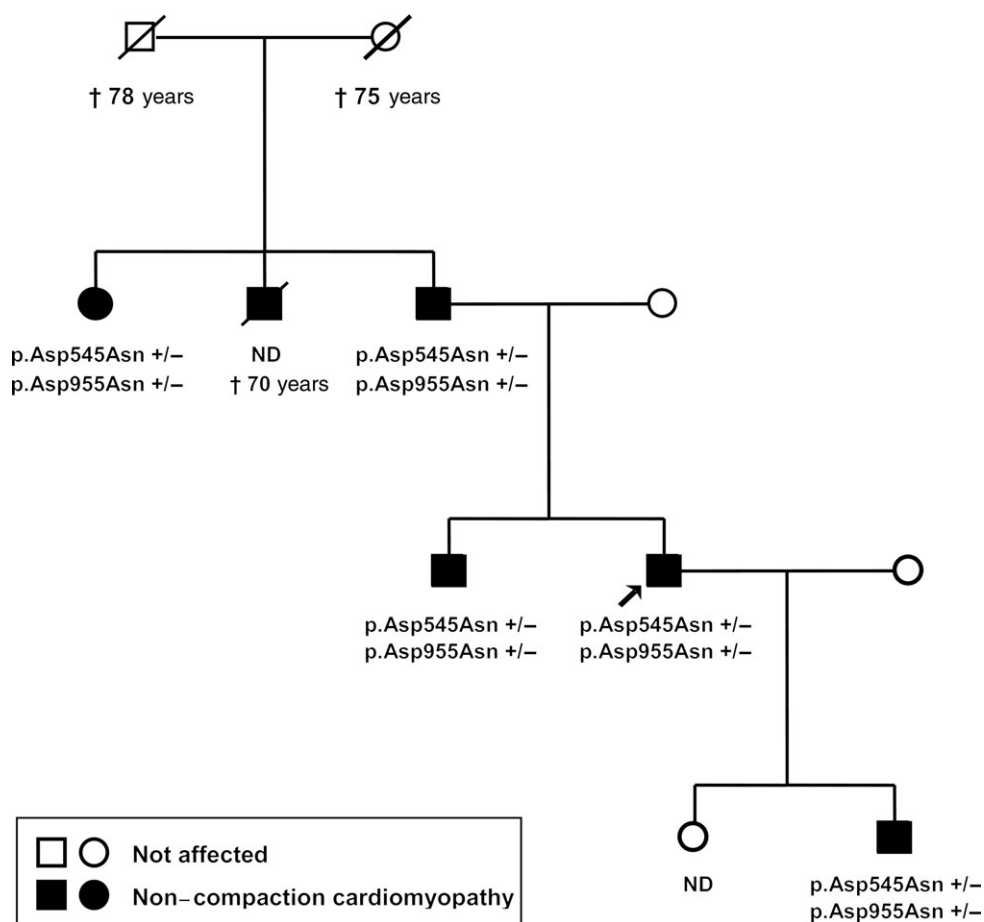 † 78 years
† 75 years
p.Asp545Asn +/–
p.Asp955Asn +/–
ND
† 70 years
p.Asp545Asn +/–
p.Asp955Asn +/–
p.Asp545Asn +/–
p.Asp955Asn +/–
p.Asp545Asn +/–
p.Asp955Asn +/–
ND
p.Asp545Asn +/–
p.Asp955Asn +/–
Not affected
Non–compaction cardiomyopathy